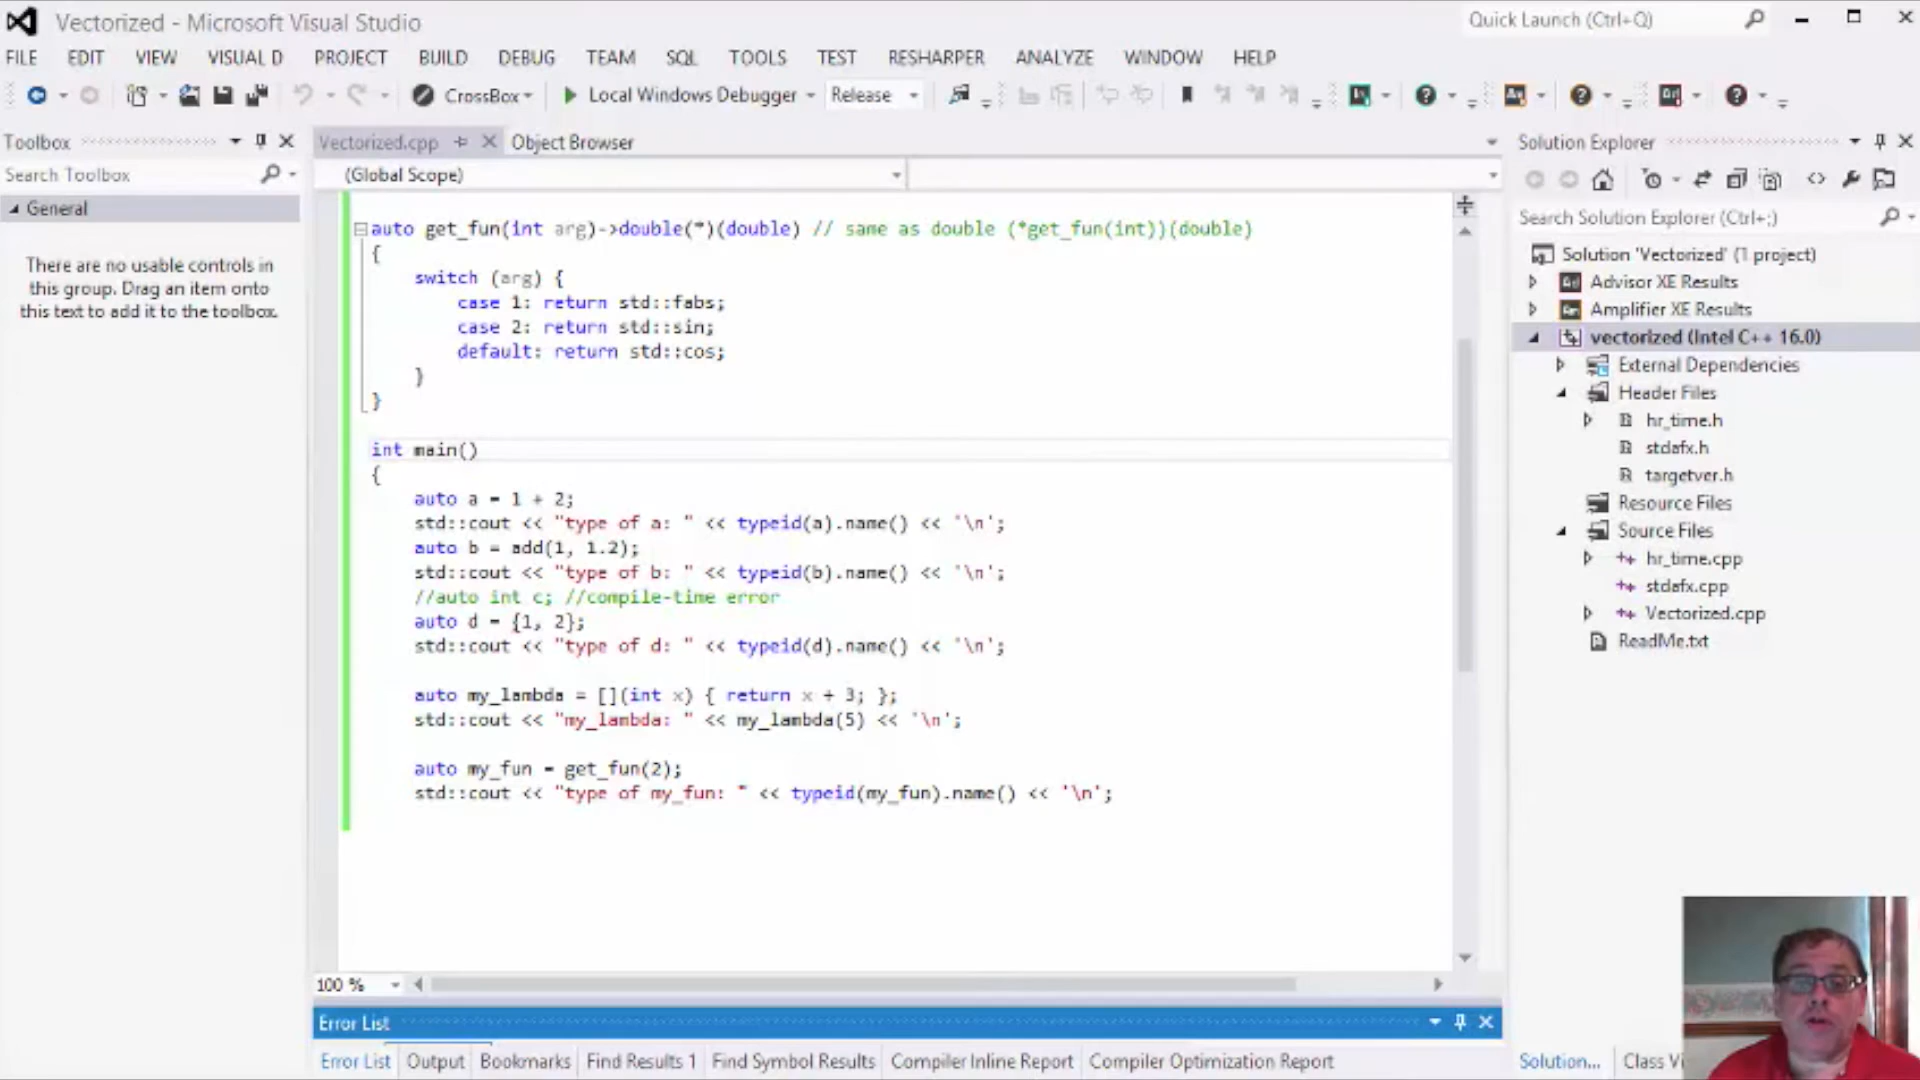 Vectorized - Microsoft Visual Studio
Quick Launch (Ctrl+Q)
FILE EDIT VIEW VISUAL D PROJECT BUILD DEBUG TEAM SQL TOOLS TEST RESHARPER ANALYZE WINDOW HELP
CrossBox Local Windows Debugger Release
Toolbox
Search Toolbox
General
There are no usable controls in
this group. Drag an item onto
this text to add it to the toolbox.
Vectorized.cpp Object Browser
(Global Scope)
auto get_fun(int arg)->double(*)(double) // same as double (*get_fun(int))(double)
{
switch (arg) {
case 1: return std::fabs;
case 2: return std::sin;
default: return std::cos;
}
}
int main()
{
auto a = 1 + 2;
std::cout << "type of a: " << typeid(a).name() << '\n';
auto b = add(1, 1.2);
std::cout << "type of b: " << typeid(b).name() << '\n';
//auto int c; //compile-time error
auto d = {1, 2};
std::cout << "type of d: " << typeid(d).name() << '\n';
auto my_lambda = [](int x) { return x + 3; };
std::cout << "my_lambda: " << my_lambda(5) << '\n';
auto my_fun = get_fun(2);
std::cout << "type of my_fun: " << typeid(my_fun).name() << '\n';
100 %
Error List
Error List Output Bookmarks Find Results 1 Find Symbol Results Compiler Inline Report Compiler Optimization Report
Solution Explorer
Search Solution Explorer (Ctrl+;)
Solution 'Vectorized' (1 project)
Advisor XE Results
Amplifier XE Results
vectorized (Intel C++ 16.0)
External Dependencies
Header Files
hr_time.h
stdafx.h
targetver.h
Resource Files
Source Files
hr_time.cpp
stdafx.cpp
Vectorized.cpp
ReadMe.txt
Solution... Class Vi